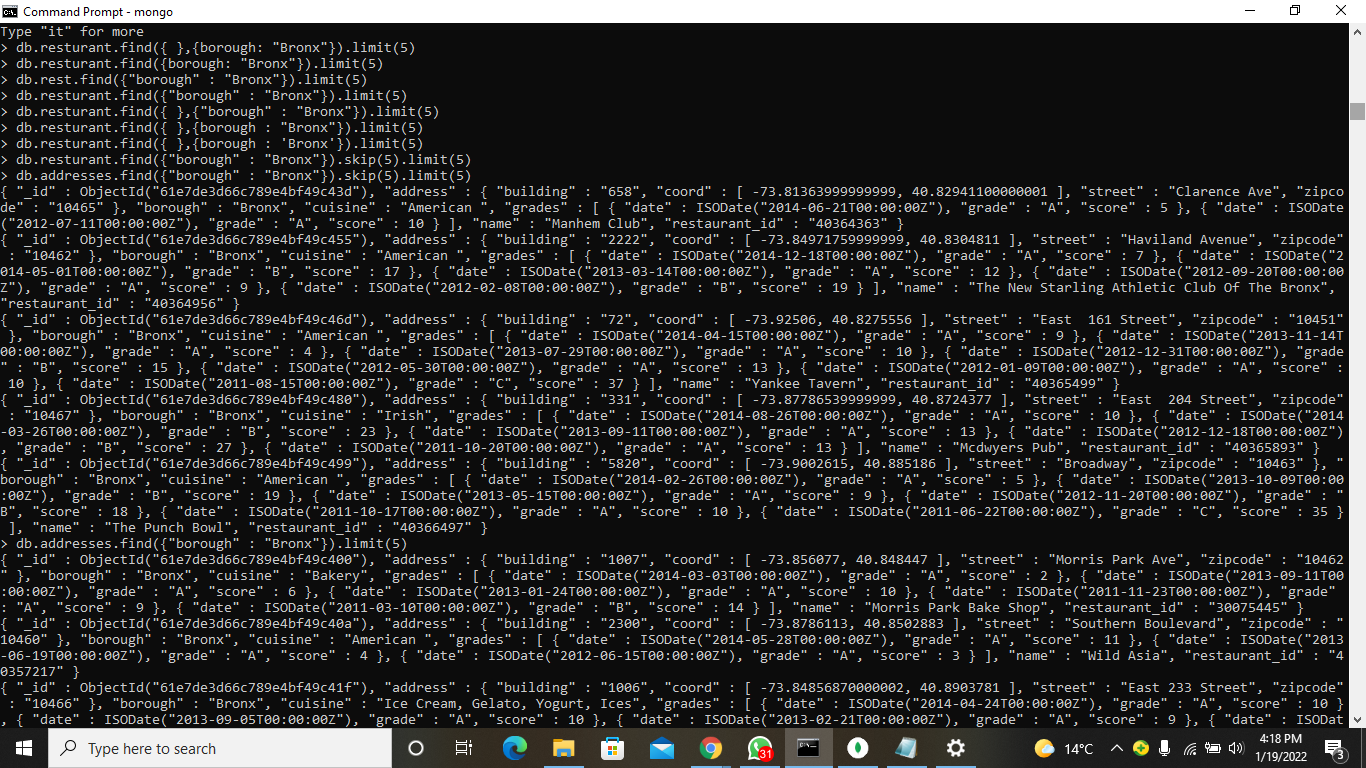 Command Prompt - mongo
Type "it" for more
> db.resturant.find({ },{borough: "Bronx"}).limit(5)
> db.resturant.find({borough: "Bronx"}).limit(5)
> db.rest.find({"borough" : "Bronx"}).limit(5)
> db.resturant.find({"borough" : "Bronx"}).limit(5)
> db.resturant.find({ },{"borough" : "Bronx"}).limit(5)
> db.resturant.find({ },{borough : "Bronx"}).limit(5)
> db.resturant.find({ },{borough : 'Bronx'}).limit(5)
> db.resturant.find({"borough" : "Bronx"}).skip(5).limit(5)
> db.addresses.find({"borough" : "Bronx"}).skip(5).limit(5)
{ "_id" : ObjectId("61e7de3d66c789e4bf49c43d"), "address" : { "building" : "658", "coord" : [ -73.81363999999999, 40.82941100000001 ], "street" : "Clarence Ave", "zipco
de" : "10465" }, "borough" : "Bronx", "cuisine" : "American ", "grades" : [ { "date" : ISODate("2014-06-21T00:00:00Z"), "grade" : "A", "score" : 5 }, { "date" : ISODate
("2012-07-11T00:00:00Z"), "grade" : "A", "score" : 10 } ], "name" : "Manhem Club", "restaurant_id" : "40364363" }
{ "_id" : ObjectId("61e7de3d66c789e4bf49c455"), "address" : { "building" : "2222", "coord" : [ -73.84971759999999, 40.8304811 ], "street" : "Haviland Avenue", "zipcode"
 : "10462" }, "borough" : "Bronx", "cuisine" : "American ", "grades" : [ { "date" : ISODate("2014-12-18T00:00:00Z"), "grade" : "A", "score" : 7 }, { "date" : ISODate("2
014-05-01T00:00:00Z"), "grade" : "B", "score" : 17 }, { "date" : ISODate("2013-03-14T00:00:00Z"), "grade" : "A", "score" : 12 }, { "date" : ISODate("2012-09-20T00:00:00
Z"), "grade" : "A", "score" : 9 }, { "date" : ISODate("2012-02-08T00:00:00Z"), "grade" : "B", "score" : 19 } ], "name" : "The New Starling Athletic Club Of The Bronx",
"restaurant_id" : "40364956" }
{ "_id" : ObjectId("61e7de3d66c789e4bf49c46d"), "address" : { "building" : "72", "coord" : [ -73.92506, 40.8275556 ], "street" : "East  161 Street", "zipcode" : "10451"
 }, "borough" : "Bronx", "cuisine" : "American ", "grades" : [ { "date" : ISODate("2014-04-15T00:00:00Z"), "grade" : "A", "score" : 9 }, { "date" : ISODate("2013-11-14T
00:00:00Z"), "grade" : "A", "score" : 4 }, { "date" : ISODate("2013-07-29T00:00:00Z"), "grade" : "A", "score" : 10 }, { "date" : ISODate("2012-12-31T00:00:00Z"), "grade
" : "B", "score" : 15 }, { "date" : ISODate("2012-05-30T00:00:00Z"), "grade" : "A", "score" : 13 }, { "date" : ISODate("2012-01-09T00:00:00Z"), "grade" : "A", "score" :
 10 }, { "date" : ISODate("2011-08-15T00:00:00Z"), "grade" : "C", "score" : 37 } ], "name" : "Yankee Tavern", "restaurant_id" : "40365499" }
{ "_id" : ObjectId("61e7de3d66c789e4bf49c480"), "address" : { "building" : "331", "coord" : [ -73.87786539999999, 40.8724377 ], "street" : "East  204 Street", "zipcode"
 : "10467" }, "borough" : "Bronx", "cuisine" : "Irish", "grades" : [ { "date" : ISODate("2014-08-26T00:00:00Z"), "grade" : "A", "score" : 10 }, { "date" : ISODate("2014
-03-26T00:00:00Z"), "grade" : "B", "score" : 23 }, { "date" : ISODate("2013-09-11T00:00:00Z"), "grade" : "A", "score" : 13 }, { "date" : ISODate("2012-12-18T00:00:00Z")
, "grade" : "B", "score" : 27 }, { "date" : ISODate("2011-10-20T00:00:00Z"), "grade" : "A", "score" : 13 } ], "name" : "Mcdwyers Pub", "restaurant_id" : "40365893" }
{ "_id" : ObjectId("61e7de3d66c789e4bf49c499"), "address" : { "building" : "5820", "coord" : [ -73.9002615, 40.885186 ], "street" : "Broadway", "zipcode" : "10463" }, "
borough" : "Bronx", "cuisine" : "American ", "grades" : [ { "date" : ISODate("2014-02-26T00:00:00Z"), "grade" : "A", "score" : 5 }, { "date" : ISODate("2013-10-09T00:00
:00Z"), "grade" : "B", "score" : 19 }, { "date" : ISODate("2013-05-15T00:00:00Z"), "grade" : "A", "score" : 9 }, { "date" : ISODate("2012-11-20T00:00:00Z"), "grade" : "
B", "score" : 18 }, { "date" : ISODate("2011-10-17T00:00:00Z"), "grade" : "A", "score" : 10 }, { "date" : ISODate("2011-06-22T00:00:00Z"), "grade" : "C", "score" : 35 }
 ], "name" : "The Punch Bowl", "restaurant_id" : "40366497" }
> db.addresses.find({"borough" : "Bronx"}).limit(5)
{ "_id" : ObjectId("61e7de3d66c789e4bf49c400"), "address" : { "building" : "1007", "coord" : [ -73.856077, 40.848447 ], "street" : "Morris Park Ave", "zipcode" : "10462
" }, "borough" : "Bronx", "cuisine" : "Bakery", "grades" : [ { "date" : ISODate("2014-03-03T00:00:00Z"), "grade" : "A", "score" : 2 }, { "date" : ISODate("2013-09-11T00
:00:00Z"), "grade" : "A", "score" : 6 }, { "date" : ISODate("2013-01-24T00:00:00Z"), "grade" : "A", "score" : 10 }, { "date" : ISODate("2011-11-23T00:00:00Z"), "grade"
: "A", "score" : 9 }, { "date" : ISODate("2011-03-10T00:00:00Z"), "grade" : "B", "score" : 14 } ], "name" : "Morris Park Bake Shop", "restaurant_id" : "30075445" }
{ "_id" : ObjectId("61e7de3d66c789e4bf49c40a"), "address" : { "building" : "2300", "coord" : [ -73.8786113, 40.8502883 ], "street" : "Southern Boulevard", "zipcode" : "
10460" }, "borough" : "Bronx", "cuisine" : "American ", "grades" : [ { "date" : ISODate("2014-05-28T00:00:00Z"), "grade" : "A", "score" : 11 }, { "date" : ISODate("2013
-06-19T00:00:00Z"), "grade" : "A", "score" : 4 }, { "date" : ISODate("2012-06-15T00:00:00Z"), "grade" : "A", "score" : 3 } ], "name" : "Wild Asia", "restaurant_id" : "4
0357217" }
{ "_id" : ObjectId("61e7de3d66c789e4bf49c41f"), "address" : { "building" : "1006", "coord" : [ -73.84856870000002, 40.8903781 ], "street" : "East 233 Street", "zipcode"
 : "10466" }, "borough" : "Bronx", "cuisine" : "Ice Cream, Gelato, Yogurt, Ices", "grades" : [ { "date" : ISODate("2014-04-24T00:00:00Z"), "grade" : "A", "score" : 10 }
, { "date" : ISODate("2013-09-05T00:00:00Z"), "grade" : "A", "score" : 10 }, { "date" : ISODate("2013-02-21T00:00:00Z"), "grade" : "A", "score" : 9 }, { "date" : ISODat
Type here to search
31
14°C
4:18 PM
1/19/2022
3